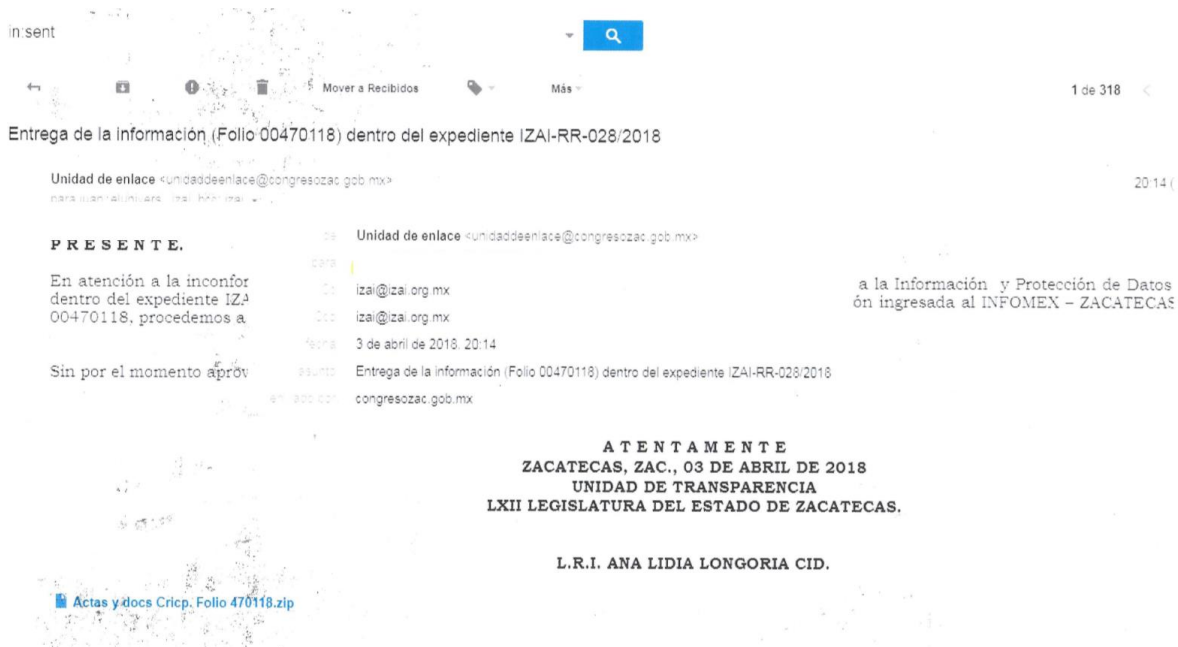 in:sent
Mover a Recibidos
Más
1 de 318
Entrega de la información (Folio 00470118) dentro del expediente IZAI-RR-028/2018
Unidad de enlace <unidaddeenlace@congresozac.gob.mx>
20:14 (
P R E S E N T E.
En atención a la inconfor
dentro del expediente IZA
00470118, procedemos a
a la Información y Protección de Datos
ón ingresada al INFOMEX – ZACATECAS
Sin por el momento aprov
Unidad de enlace <unidaddeenlace@congresozac.gob.mx>
para
Cc izai@izai.org.mx
izai@izai.org.mx
fecha 3 de abril de 2018, 20:14
asunto Entrega de la información (Folio 00470118) dentro del expediente IZAI-RR-028/2018
congresozac.gob.mx
A T E N T A M E N T E
ZACATECAS, ZAC., 03 DE ABRIL DE 2018
UNIDAD DE TRANSPARENCIA
LXII LEGISLATURA DEL ESTADO DE ZACATECAS.
L.R.I. ANA LIDIA LONGORIA CID.
Actas y docs Cricp. Folio 470118.zip